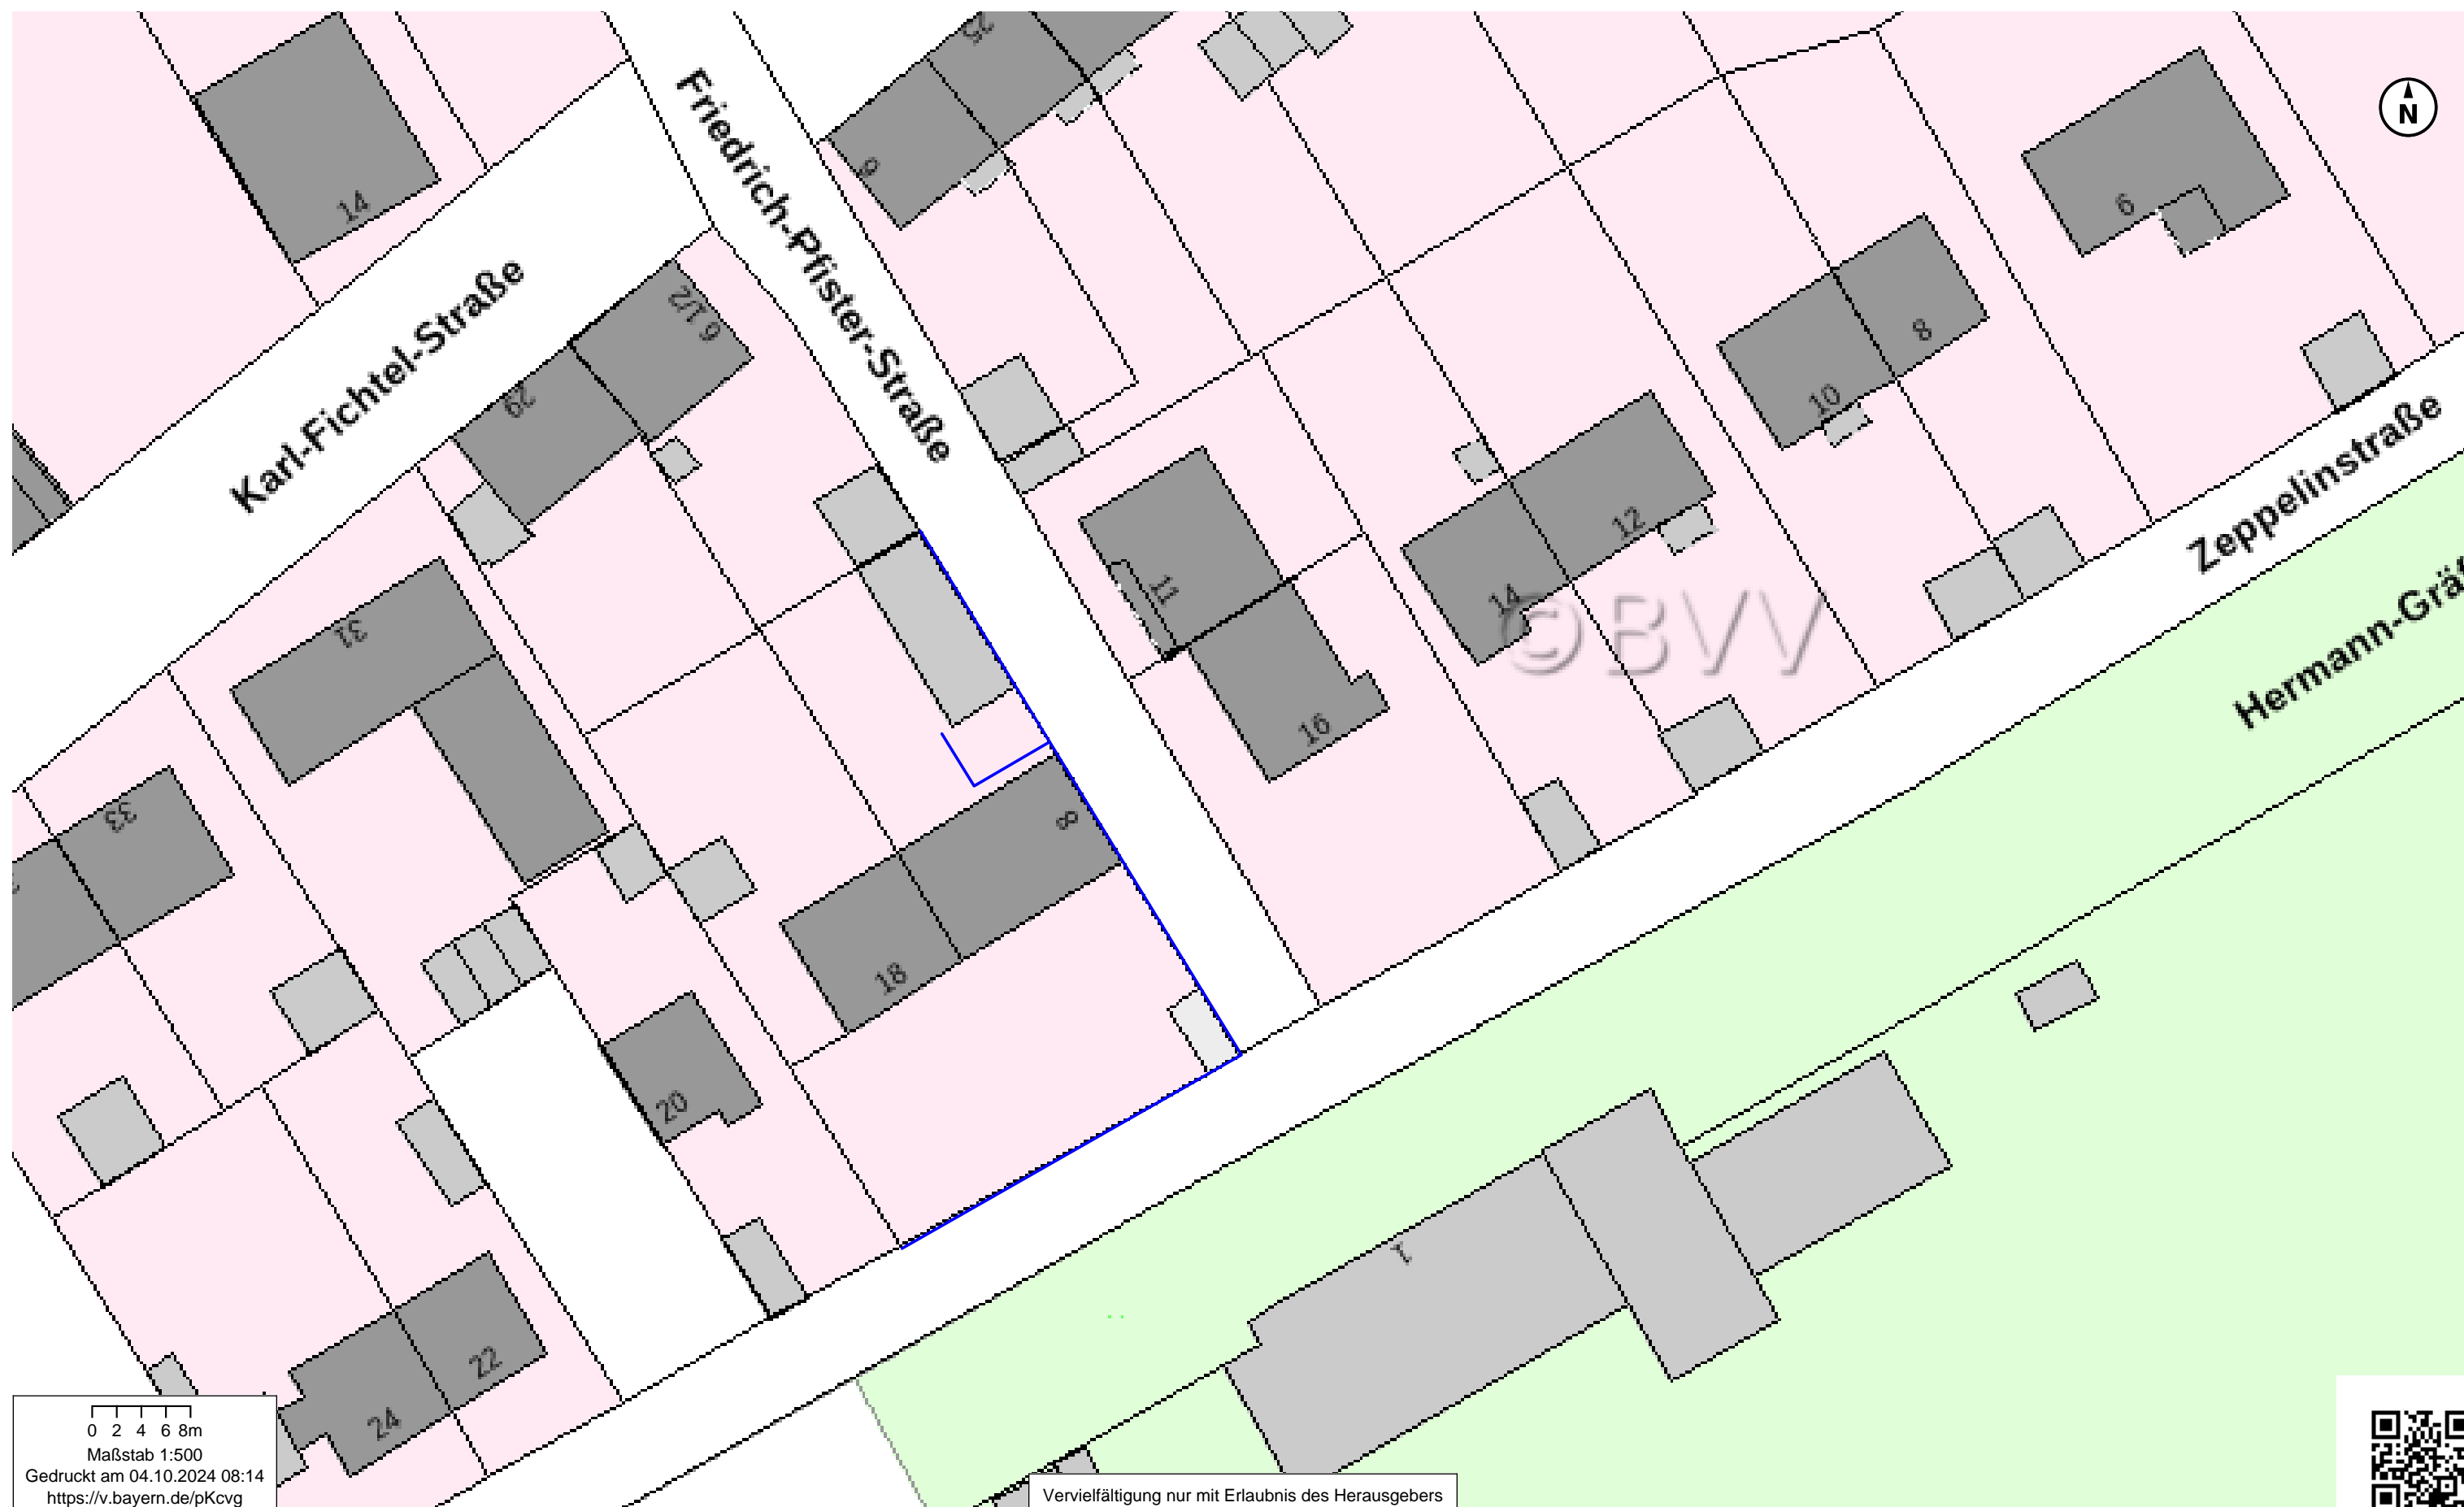 25
Friedrich-Pfister-Straße
N
9
14
6
6 1/2
Karl-Fichtel-Straße
29
8
10
Zeppelinstraße
12
11
14
©BVV
Hermann-Grät
31
16
33
8
18
20
1
22
24
0 2 4 6 8m
Maßstab 1:500
Gedruckt am 04.10.2024 08:14
https://v.bayern.de/pKcvg
Vervielfältigung nur mit Erlaubnis des Herausgebers